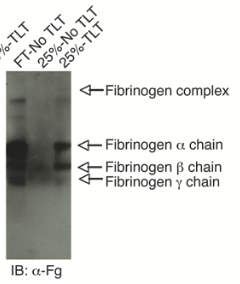 %-TLT
FT-No TLT
25%-No TLT
25%-TLT
Fibrinogen complex
Fibrinogen α chain
Fibrinogen β chain
Fibrinogen γ chain
IB: α-Fg